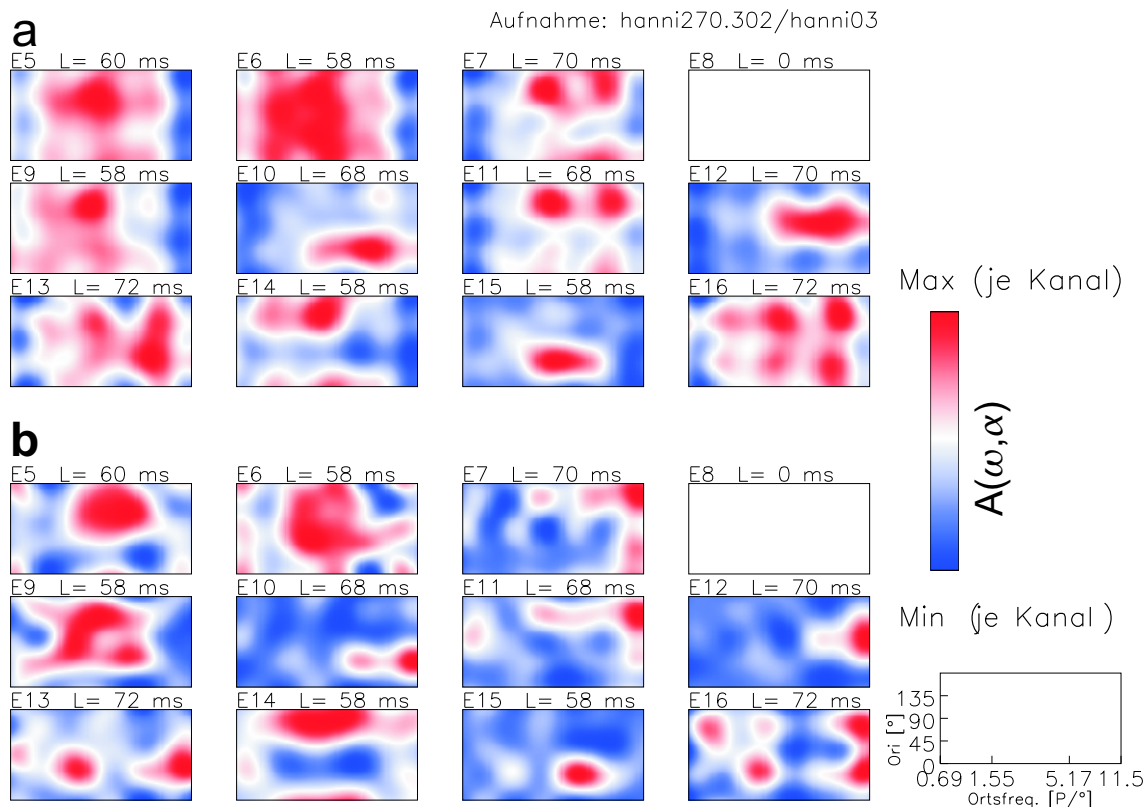 a
Aufnahme: hanni270.302/hanni03
E5 L= 60 ms
E6 L= 58 ms
E7 L= 70 ms
E8 L= 0 ms
E9 L= 58 ms
E10 L= 68 ms
E11 L= 68 ms
E12 L= 70 ms
E13 L= 72 ms
E14 L= 58 ms
E15 L= 58 ms
E16 L= 72 ms
Max (je Kanal)
A(ω,α)
Min (je Kanal)
b
E5 L= 60 ms
E6 L= 58 ms
E7 L= 70 ms
E8 L= 0 ms
E9 L= 58 ms
E10 L= 68 ms
E11 L= 68 ms
E12 L= 70 ms
E13 L= 72 ms
E14 L= 58 ms
E15 L= 58 ms
E16 L= 72 ms
Ori [°]
135
90
45
0
0.69 1.55 5.17 11.5
Ortsfreq. [P/°]